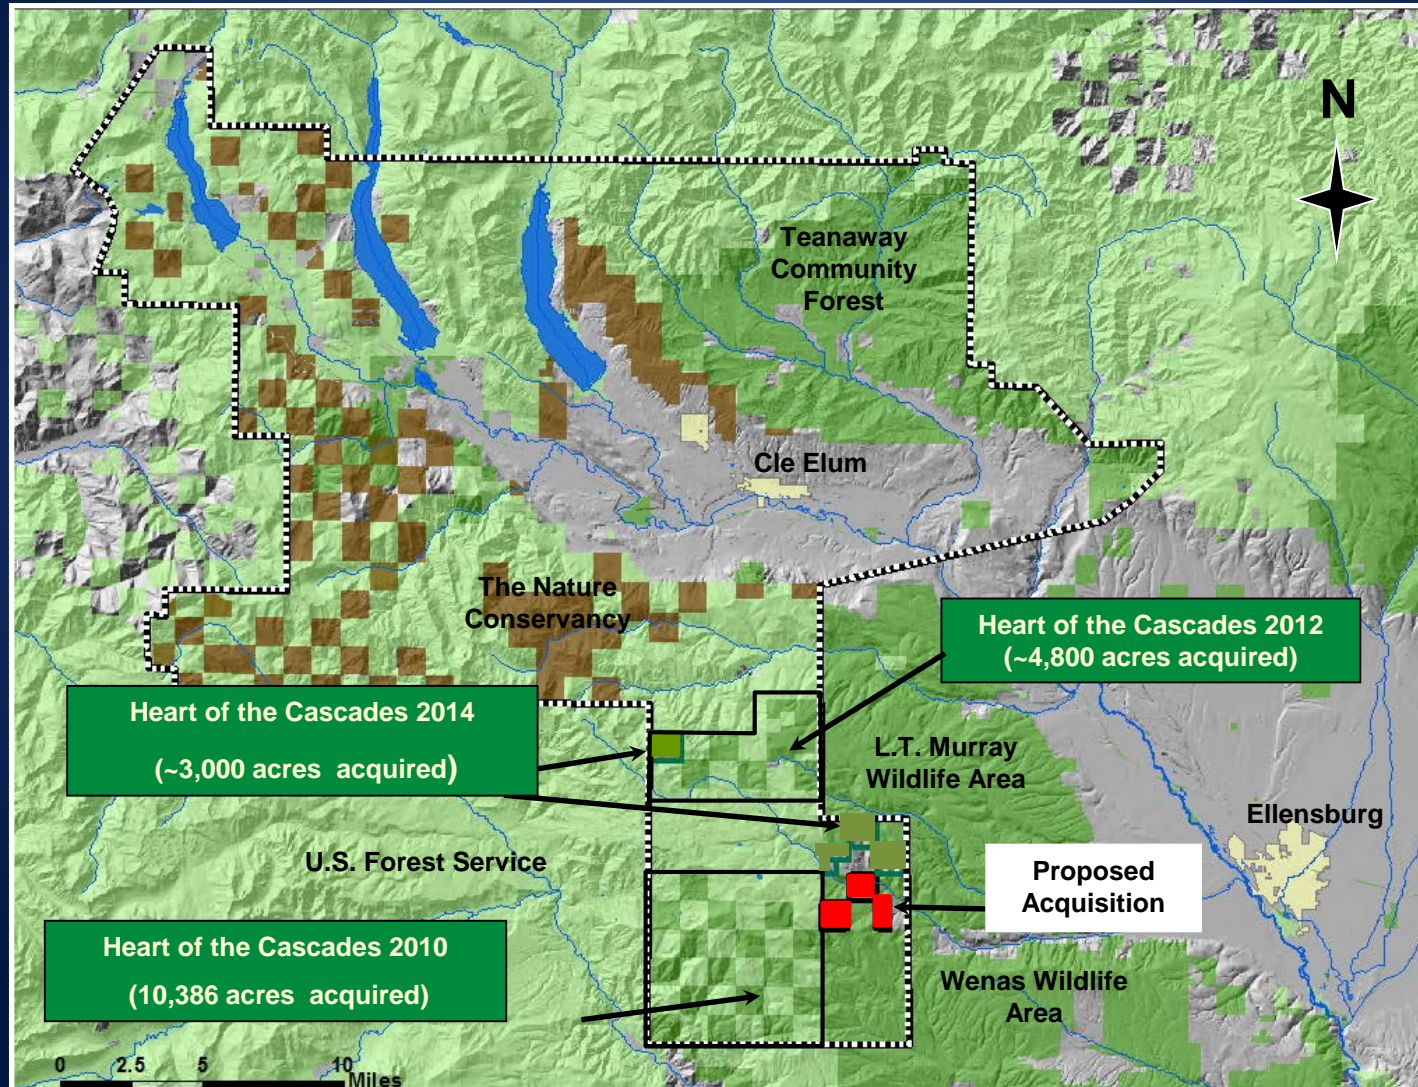 N
Teanaway
Community
Forest
Cle Elum
The Nature
Conservancy
Heart of the Cascades 2012
(~4,800 acres acquired)
Heart of the Cascades 2014
(~3,000 acres  acquired)
L.T. Murray
Wildlife Area
Ellensburg
U.S. Forest Service
Proposed
Acquisition
Heart of the Cascades 2010
(10,386 acres  acquired)
Wenas Wildlife
Area
0 2.5 5 10
Miles